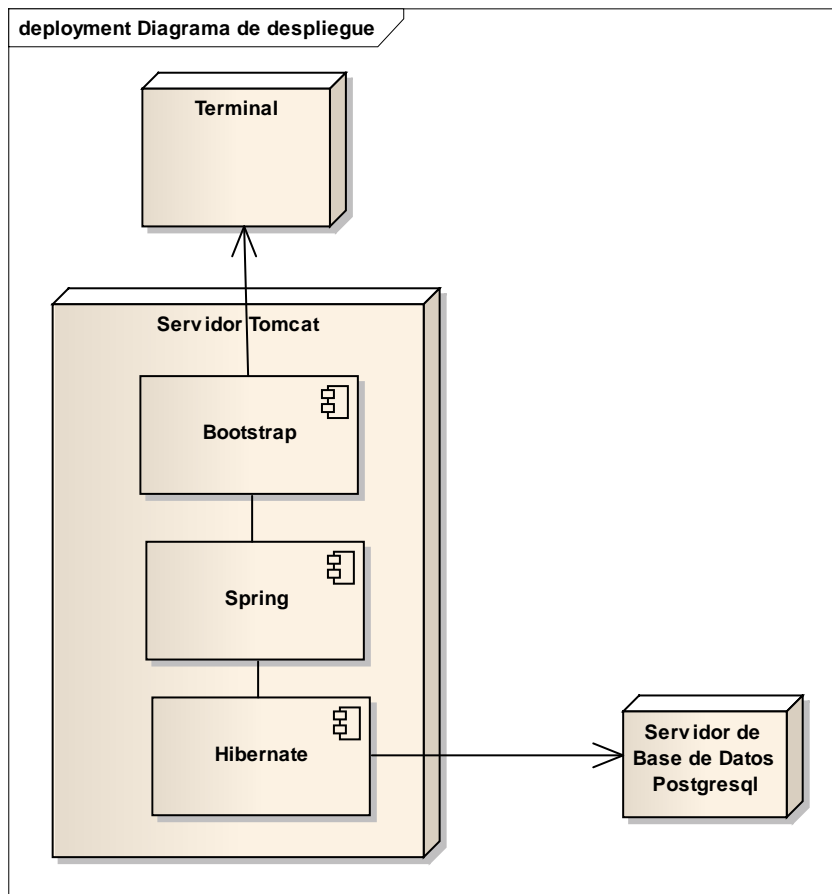 deployment Diagrama de despliegue
Terminal
Servidor Tomcat
Bootstrap
Spring
Hibernate
Servidor de
Base de Datos
Postgresql